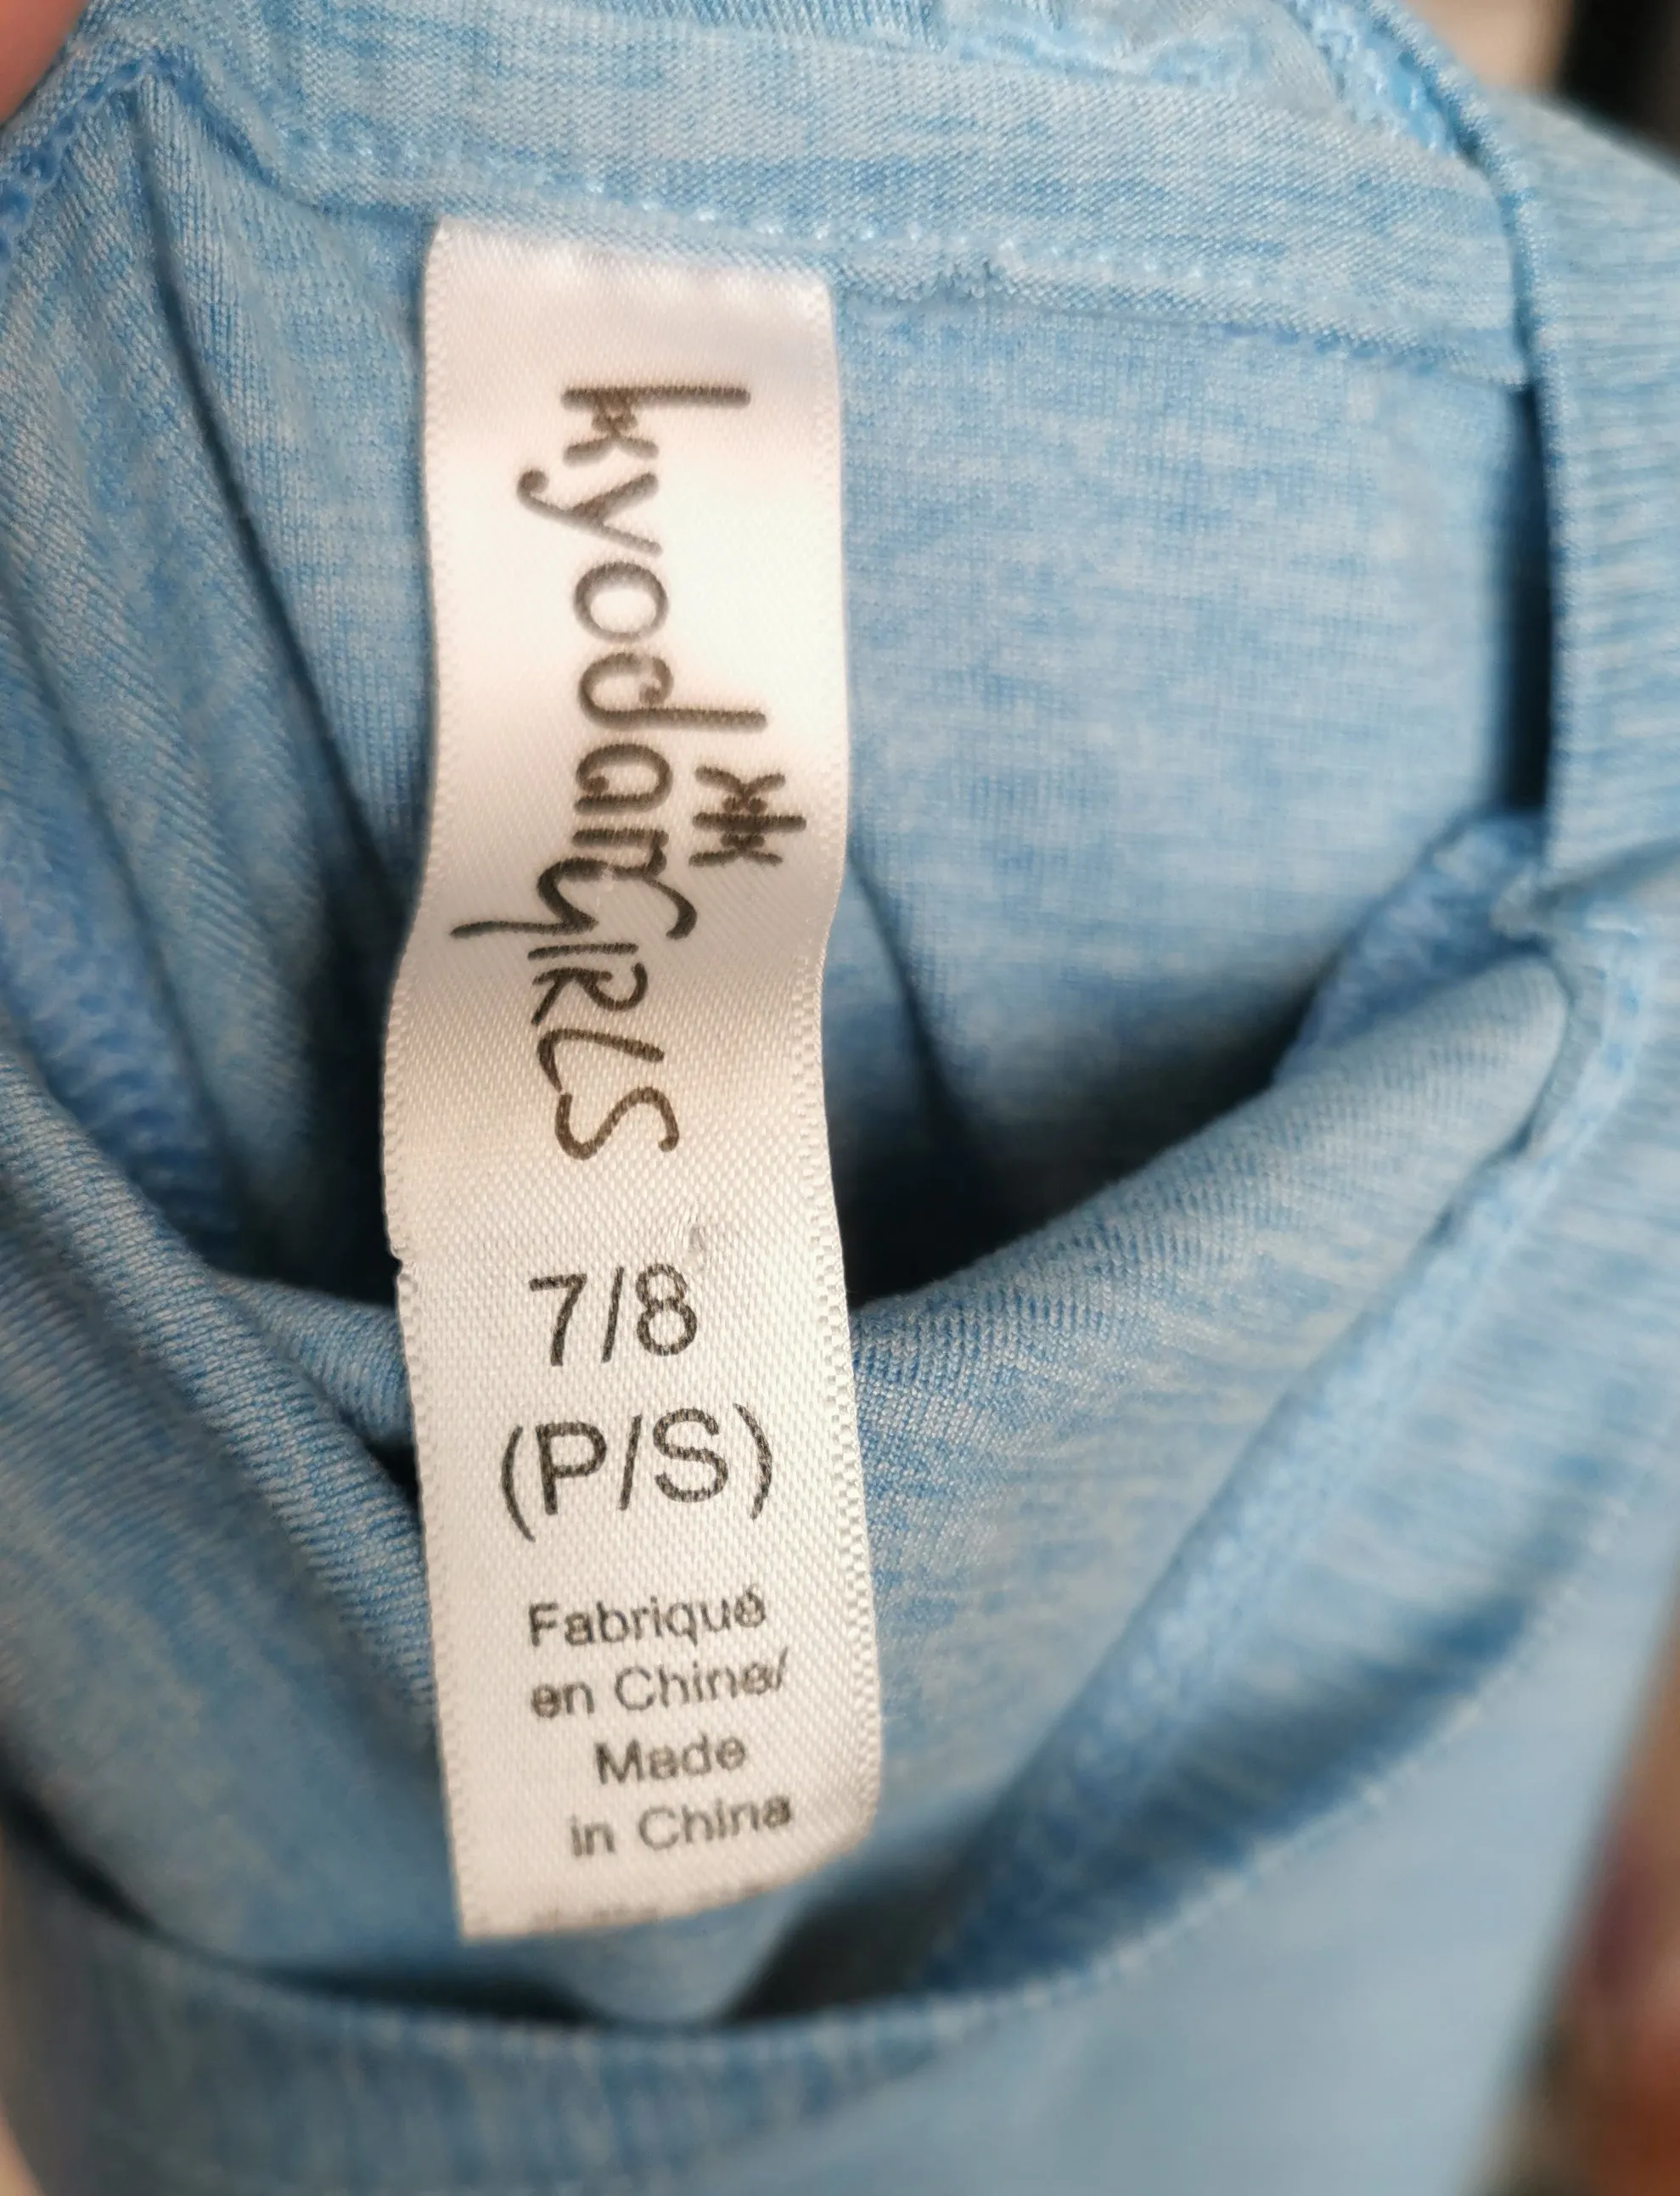 kyodanGIRLS
7/8
(P/S)
Fabriqué
en Chine/
Made
in China